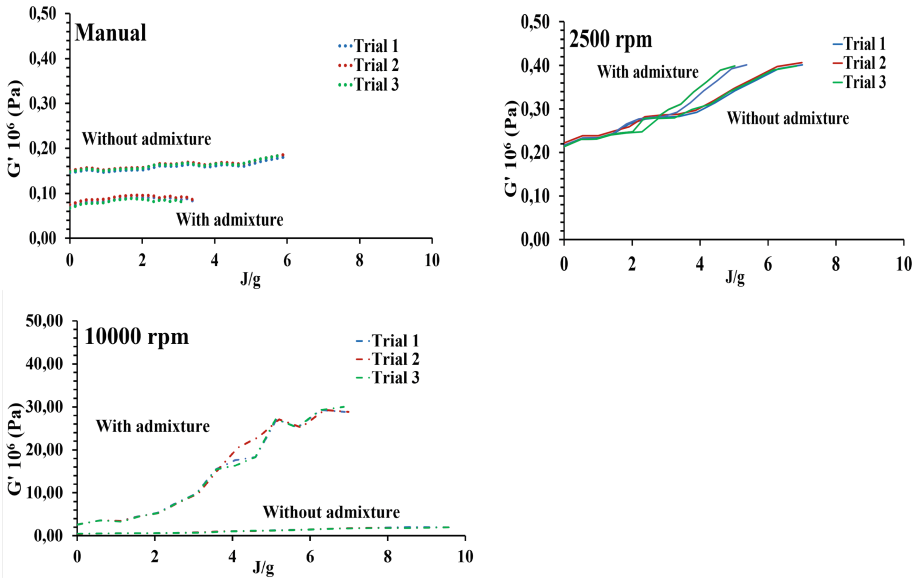 Manual
0,50
0,40
0,30
0,20
0,10
0,00
G' 10⁶ (Pa)
Trial 1
Trial 2
Trial 3
Without admixture
With admixture
0 2 4 6 8 10
J/g
2500 rpm
0,50
0,40
0,30
0,20
0,10
0,00
G' 10⁶ (Pa)
Trial 1
Trial 2
Trial 3
With admixture
Without admixture
0 2 4 6 8 10
J/g
10000 rpm
50,00
40,00
30,00
20,00
10,00
0,00
G' 10⁶ (Pa)
Trial 1
Trial 2
Trial 3
With admixture
Without admixture
0 2 4 6 8 10
J/g